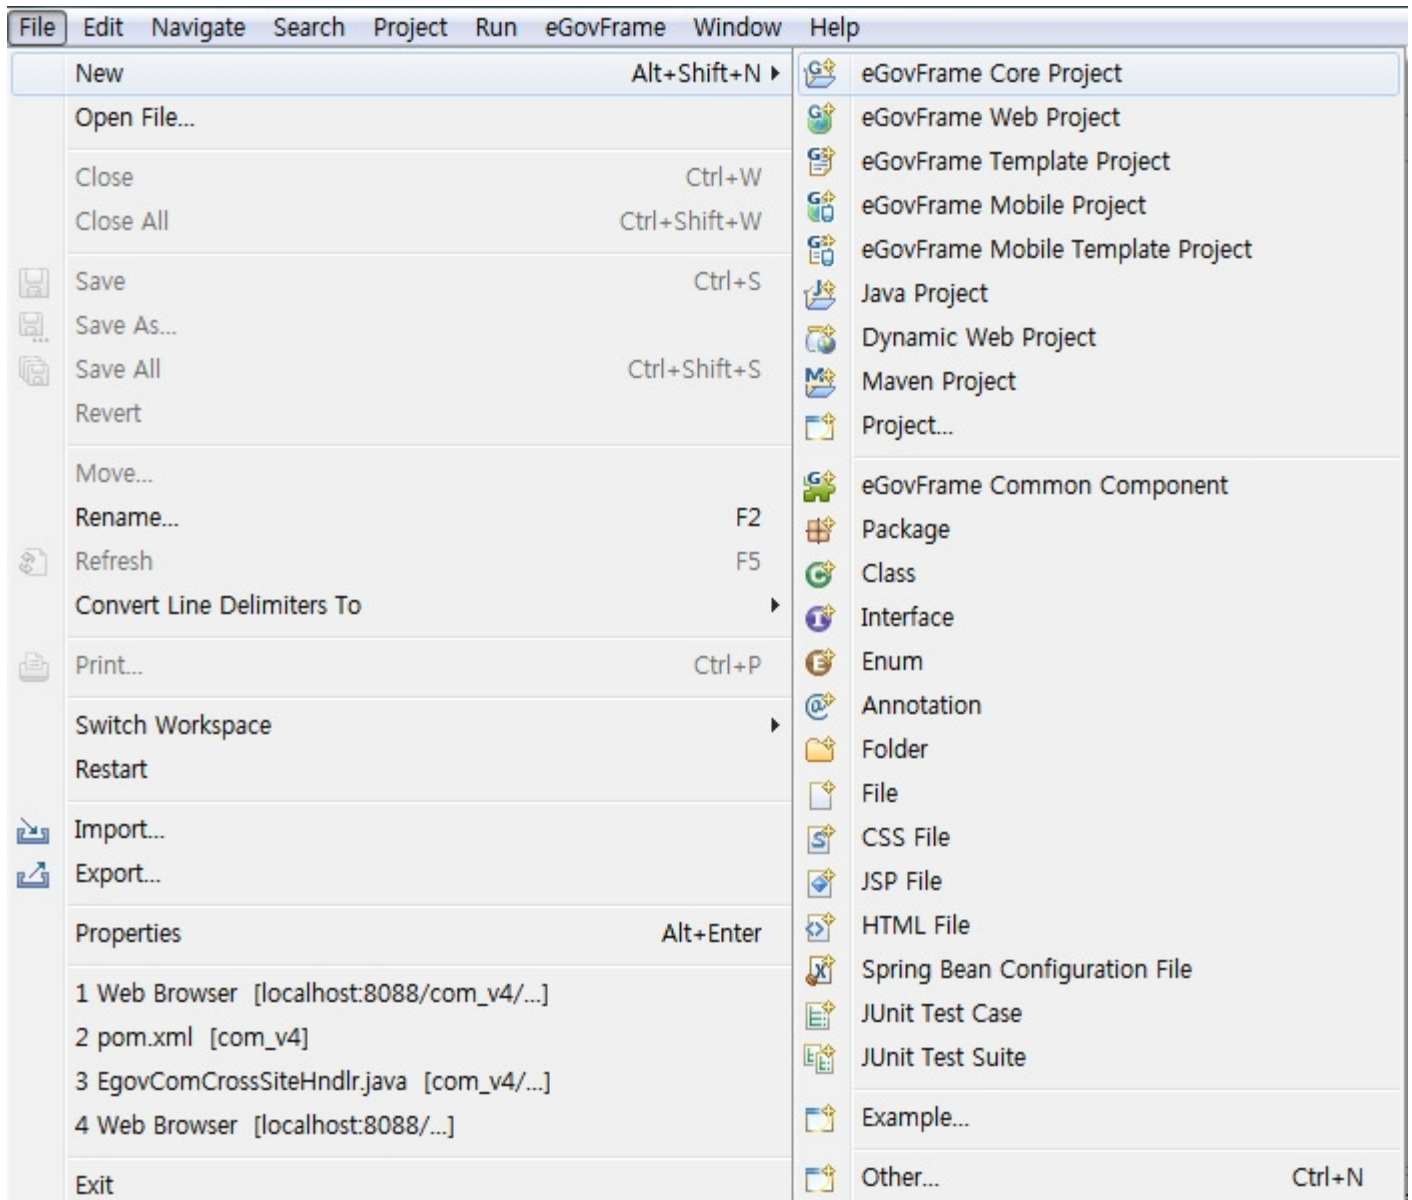 File Edit Navigate Search Project Run eGovFrame Window Help
New Alt+Shift+N
Open File...
Close Ctrl+W
Close All Ctrl+Shift+W
Save Ctrl+S
Save As...
Save All Ctrl+Shift+S
Revert
Move...
Rename... F2
Refresh F5
Convert Line Delimiters To
Print... Ctrl+P
Switch Workspace
Restart
Import...
Export...
Properties Alt+Enter
1 Web Browser [localhost:8088/com_v4/...]
2 pom.xml [com_v4]
3 EgovComCrossSiteHndlr.java [com_v4/...]
4 Web Browser [localhost:8088/...]
Exit
eGovFrame Core Project
eGovFrame Web Project
eGovFrame Template Project
eGovFrame Mobile Project
eGovFrame Mobile Template Project
Java Project
Dynamic Web Project
Maven Project
Project...
eGovFrame Common Component
Package
Class
Interface
Enum
Annotation
Folder
File
CSS File
JSP File
HTML File
Spring Bean Configuration File
JUnit Test Case
JUnit Test Suite
Example...
Other... Ctrl+N